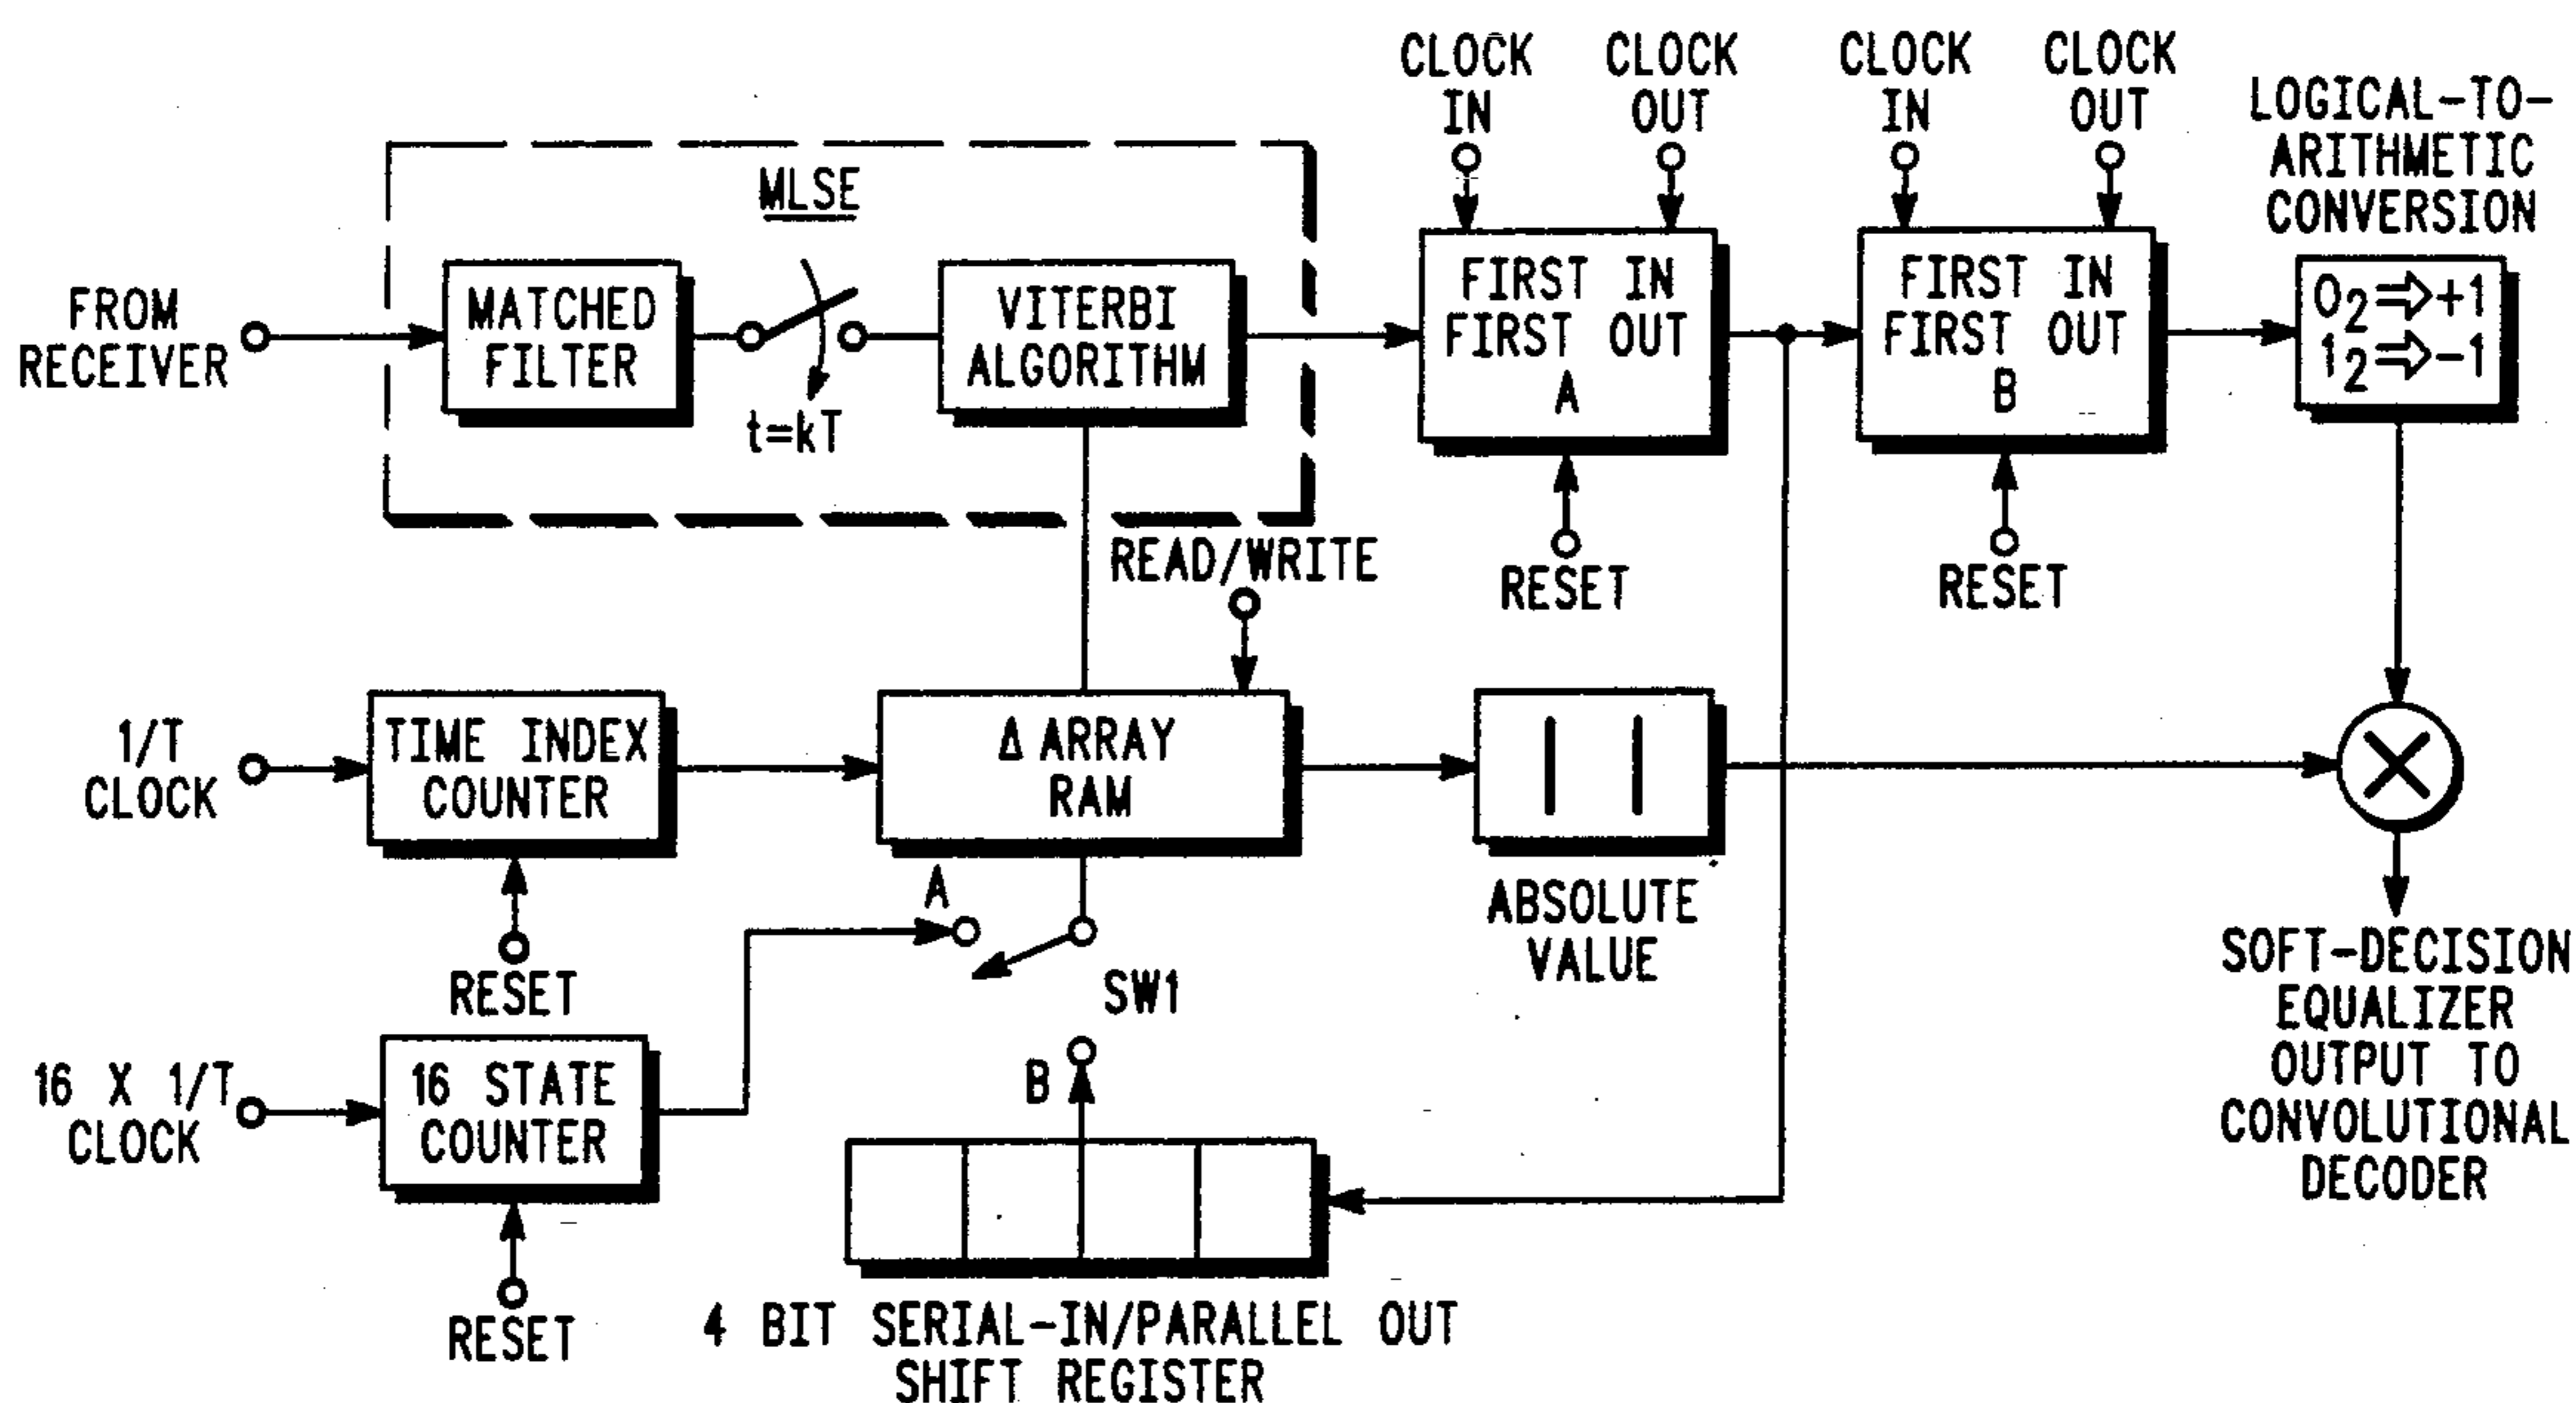 CLOCK
IN
CLOCK
OUT
CLOCK
IN
CLOCK
OUT
LOGICAL-TO-
ARITHMETIC
CONVERSION
MLSE
FROM
RECEIVER
MATCHED
FILTER
t=kT
VITERBI
ALGORITHM
FIRST IN
FIRST OUT
A
FIRST IN
FIRST OUT
B
0₂⇒+1
1₂⇒-1
RESET
RESET
READ/WRITE
1/T
CLOCK
TIME INDEX
COUNTER
Δ ARRAY
RAM
| |
ABSOLUTE
VALUE
×
RESET
A
SW1
B
16 X 1/T
CLOCK
16 STATE
COUNTER
RESET
4 BIT SERIAL-IN/PARALLEL OUT
SHIFT REGISTER
SOFT-DECISION
EQUALIZER
OUTPUT TO
CONVOLUTIONAL
DECODER